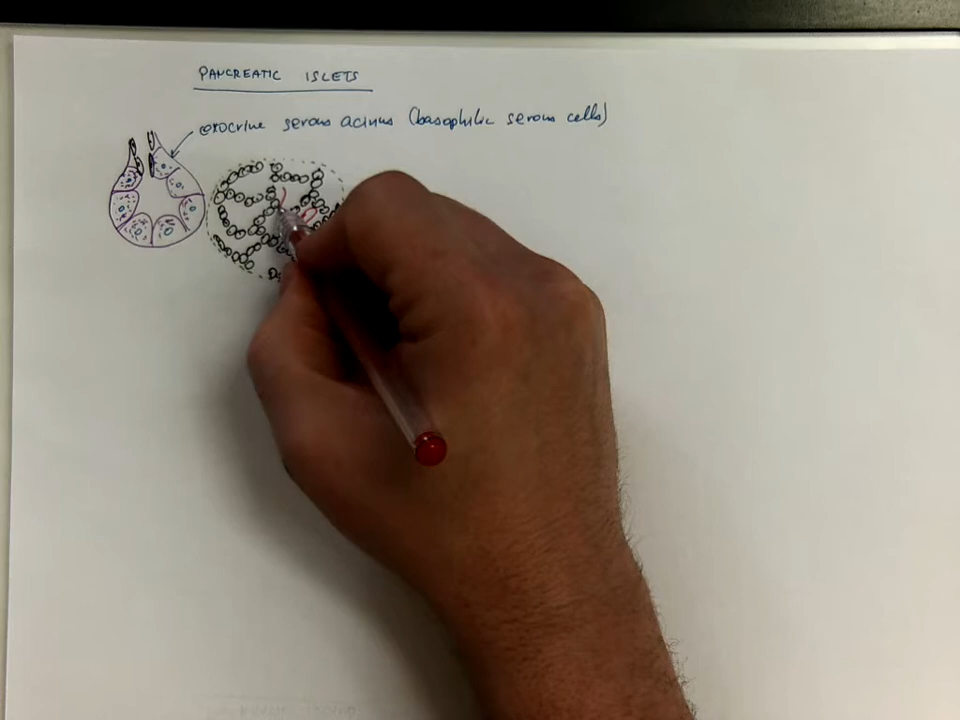 PANCREATIC ISLETS
exocrine serous acinus (basophilic serous cells)